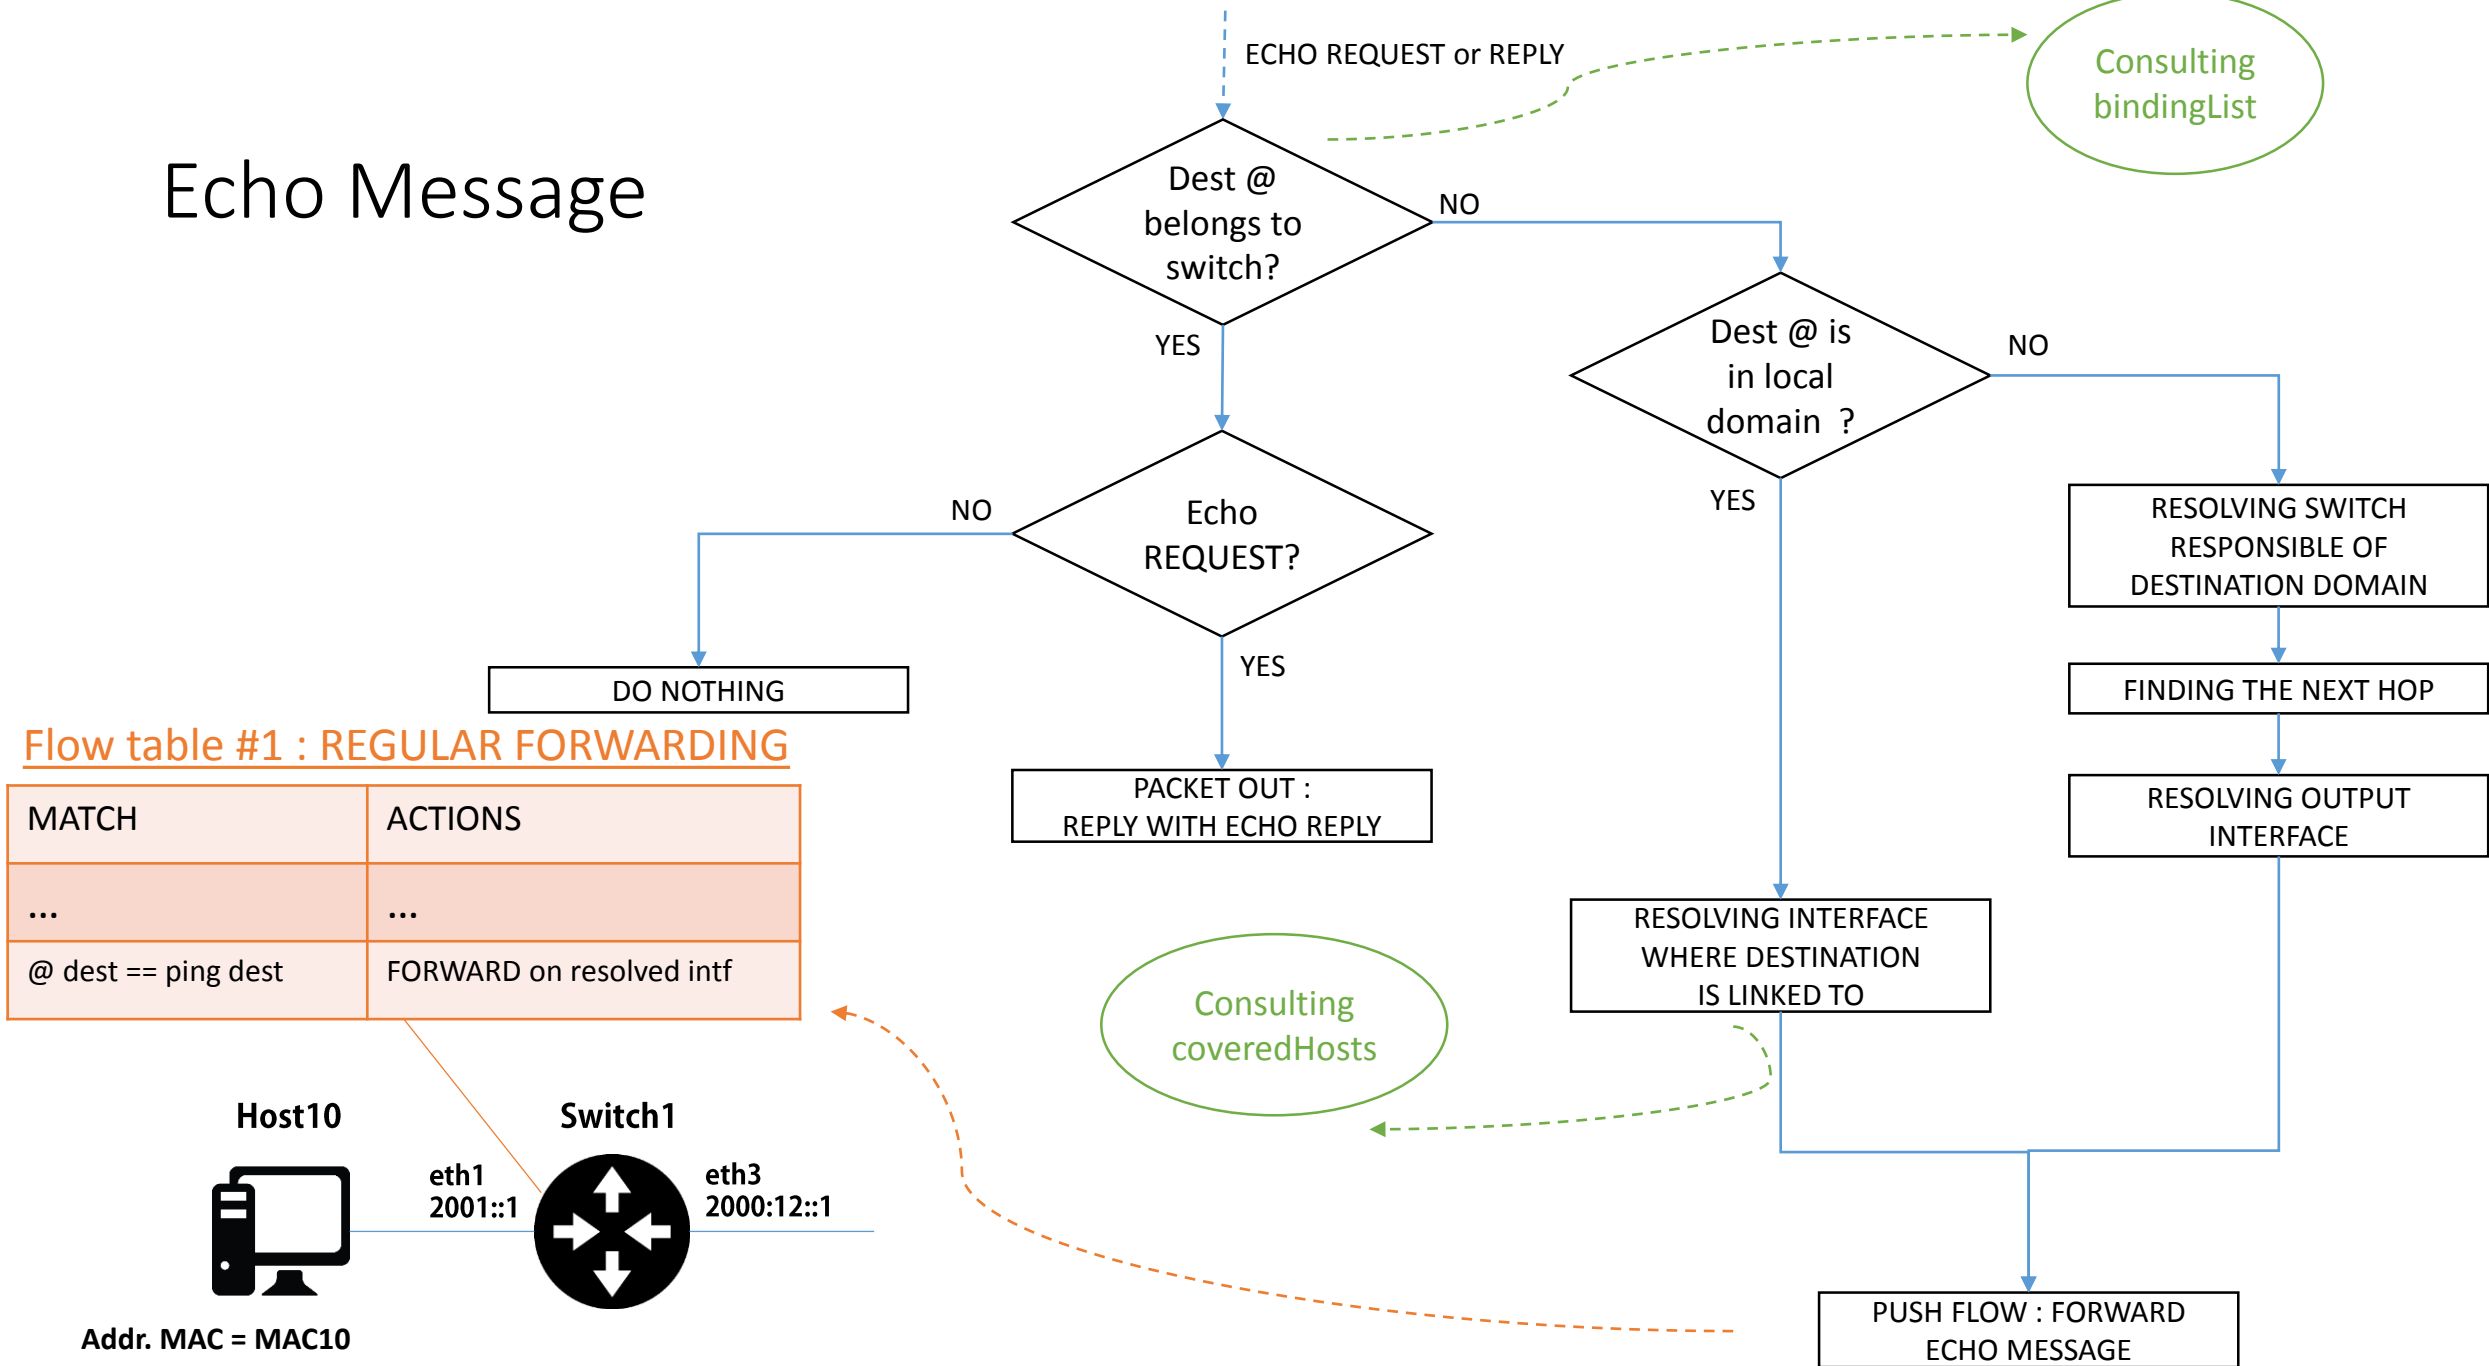 Echo Message
ECHO REQUEST or REPLY
Consulting
bindingList
Dest @
belongs to
switch?
NO
YES
Dest @ is
in local
domain  ?
NO
YES
Echo
REQUEST?
NO
YES
DO NOTHING
PACKET OUT :
REPLY WITH ECHO REPLY
RESOLVING SWITCH
RESPONSIBLE OF
DESTINATION DOMAIN
FINDING THE NEXT HOP
RESOLVING OUTPUT
INTERFACE
RESOLVING INTERFACE
WHERE DESTINATION
IS LINKED TO
Consulting
coveredHosts
PUSH FLOW : FORWARD
ECHO MESSAGE
Flow table #1 : REGULAR FORWARDING
MATCH ACTIONS
... ...
@ dest == ping dest FORWARD on resolved intf
Host10
Switch1
eth1
2001::1
eth3
2000:12::1
Addr. MAC = MAC10